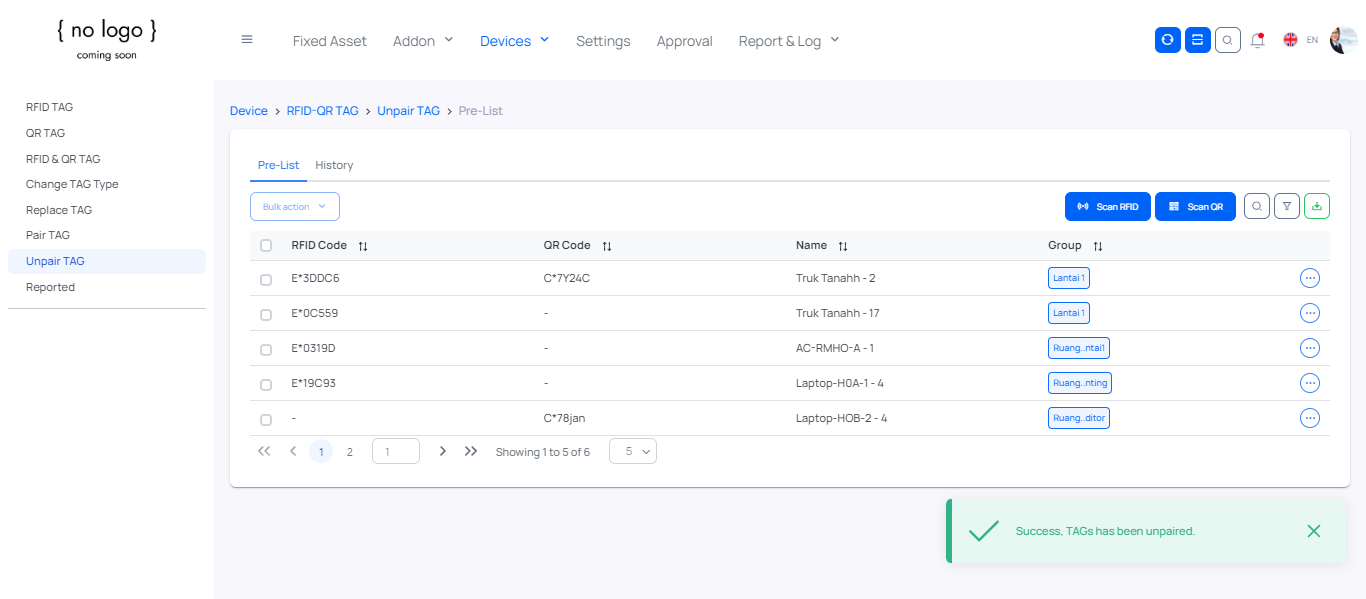 { no logo }
coming soon
Fixed Asset Addon Devices Settings Approval Report & Log EN
RFID TAG
QR TAG
RFID & QR TAG
Change TAG Type
Replace TAG
Pair TAG
Unpair TAG
Reported
Device > RFID-QR TAG > Unpair TAG > Pre-List
Pre-List History
Bulk action Scan RFID Scan QR
RFID Code QR Code Name Group
E*3DDC6 C*7Y24C Truk Tanahh - 2 Lantai 1
E*0C559 - Truk Tanahh - 17 Lantai 1
E*0319D - AC-RMHO-A - 1 Ruang..ntai1
E*19C93 - Laptop-H0A-1 - 4 Ruang..nting
- C*78jan Laptop-HOB-2 - 4 Ruang..ditor
1 2 1 Showing 1 to 5 of 6 5
Success, TAGs has been unpaired.